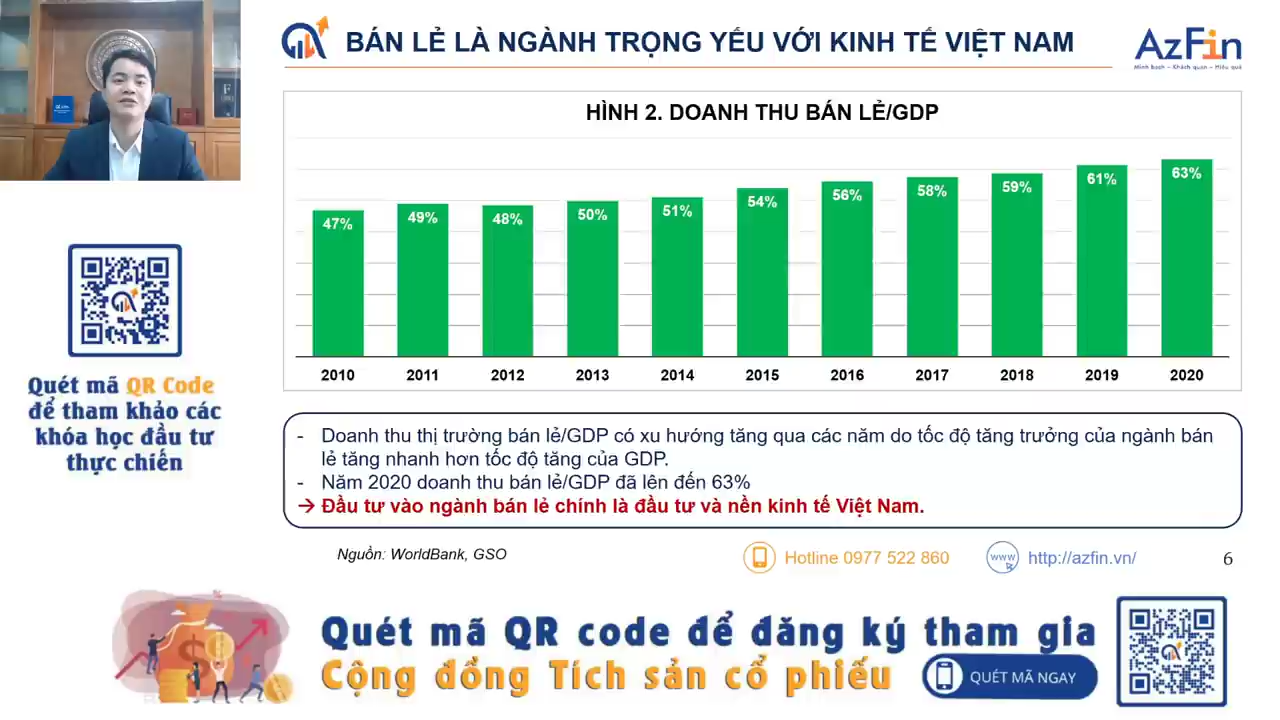 BÁN LẺ LÀ NGÀNH TRỌNG YẾU VỚI KINH TẾ VIỆT NAM
AzFin
Minh bạch – Khách quan – Hiệu quả
HÌNH 2. DOANH THU BÁN LẺ/GDP
47% 49% 48% 50% 51% 54% 56% 58% 59% 61% 63%
2010 2011 2012 2013 2014 2015 2016 2017 2018 2019 2020
Quét mã QR Code
để tham khảo các
khóa học đầu tư
thực chiến
- Doanh thu thị trường bán lẻ/GDP có xu hướng tăng qua các năm do tốc độ tăng trưởng của ngành bán
lẻ tăng nhanh hơn tốc độ tăng của GDP.
- Năm 2020 doanh thu bán lẻ/GDP đã lên đến 63%
→ Đầu tư vào ngành bán lẻ chính là đầu tư và nền kinh tế Việt Nam.
Nguồn: WorldBank, GSO
Hotline 0977 522 860
www
http://azfin.vn/
6
Quét mã QR code để đăng ký tham gia
Cộng đồng Tích sản cổ phiếu
QUÉT MÃ NGAY